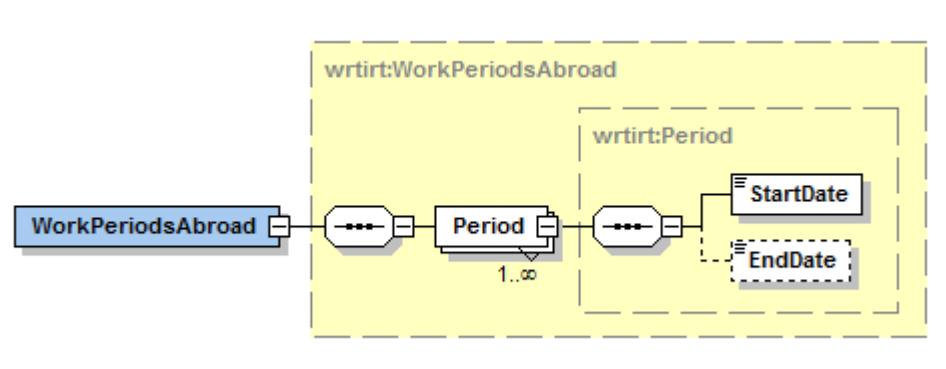 wrtirt:WorkPeriodsAbroad
wrtirt:Period
StartDate
WorkPeriodsAbroad
Period
EndDate
1..∞